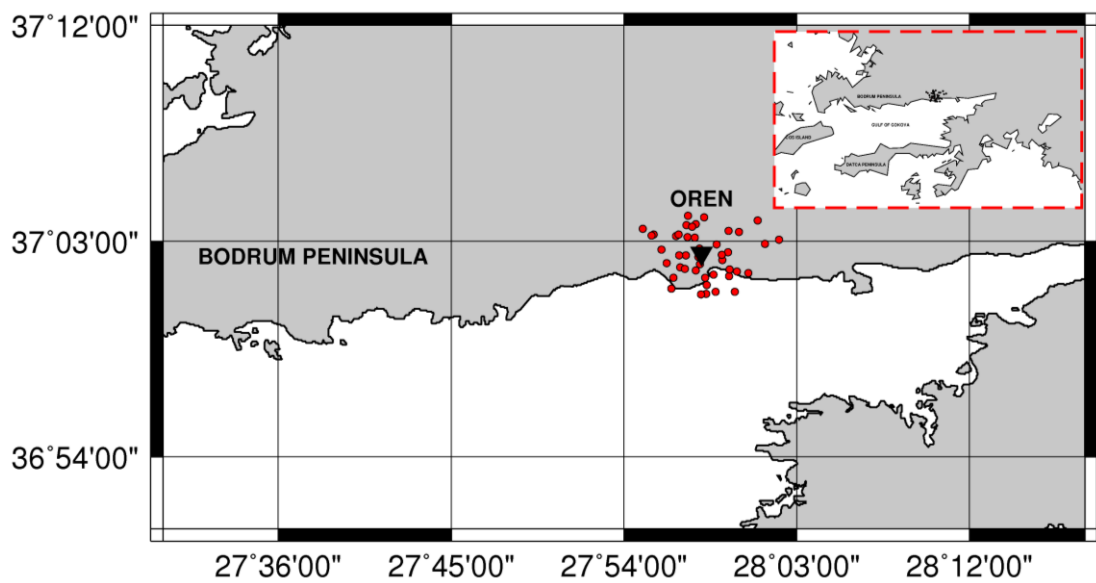 37°12'00"
BODRUM PENINSULA
GULF OF GOKOVA
DATCA PENINSULA
OREN
37°03'00"
BODRUM PENINSULA
36°54'00"
27°36'00" 27°45'00" 27°54'00" 28°03'00" 28°12'00"